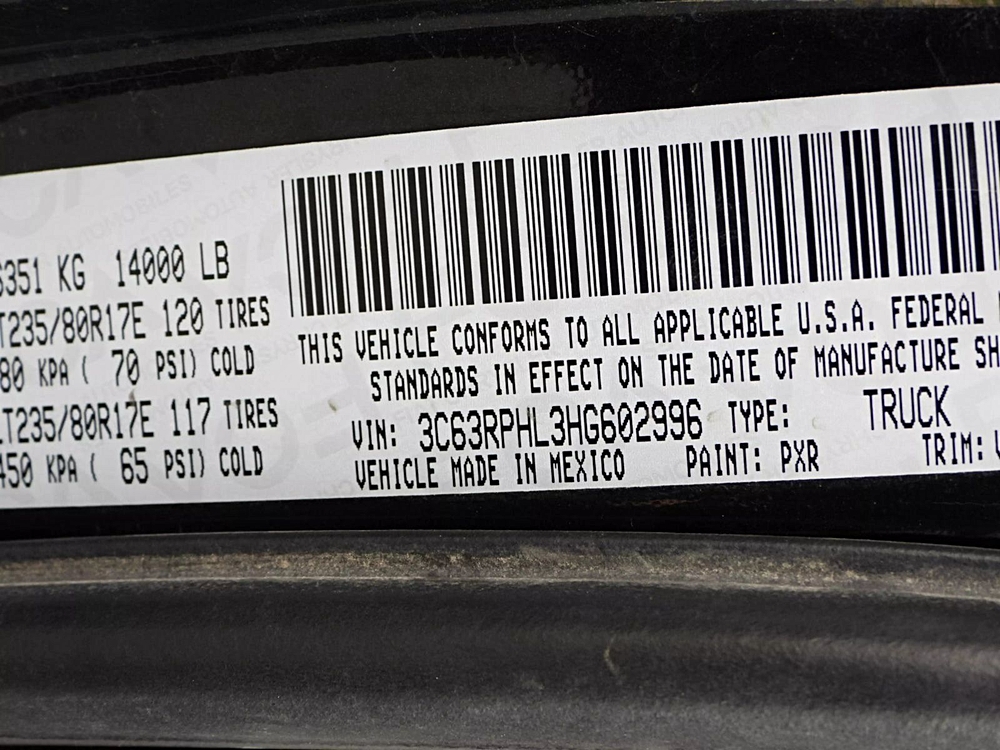 6351 KG 14000 LB
LT235/80R17E 120 TIRES
80 KPA ( 70 PSI) COLD
LT235/80R17E 117 TIRES
450 KPA ( 65 PSI) COLD
THIS VEHICLE CONFORMS TO ALL APPLICABLE U.S.A. FEDERAL
STANDARDS IN EFFECT ON THE DATE OF MANUFACTURE SH
VIN: 3C63RPHL3HG602996 TYPE: TRUCK
VEHICLE MADE IN MEXICO PAINT: PXR TRIM: